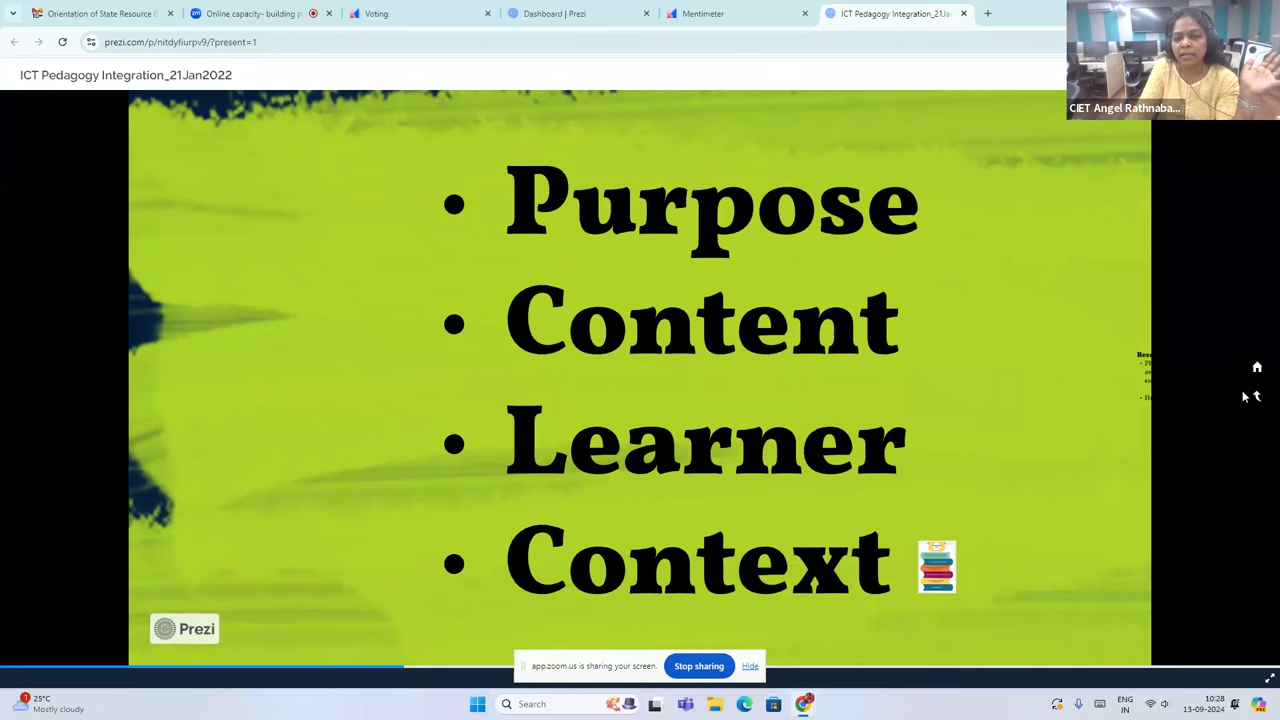 Orientation of State Resource G
Online capacity- building p
Voting
Dashboard | Prezi
Mentimeter
ICT Pedagogy Integration_21Ja
prezi.com/p/nitdyfiurpv9/?present=1
ICT Pedagogy Integration_21Jan2022
CIET Angel Rathnaba...
• Purpose
• Content
• Learner
• Context
Prezi
app.zoom.us is sharing your screen.
Stop sharing
Hide
1
25°C
Mostly cloudy
Search
ENG
IN
10:28
13-09-2024